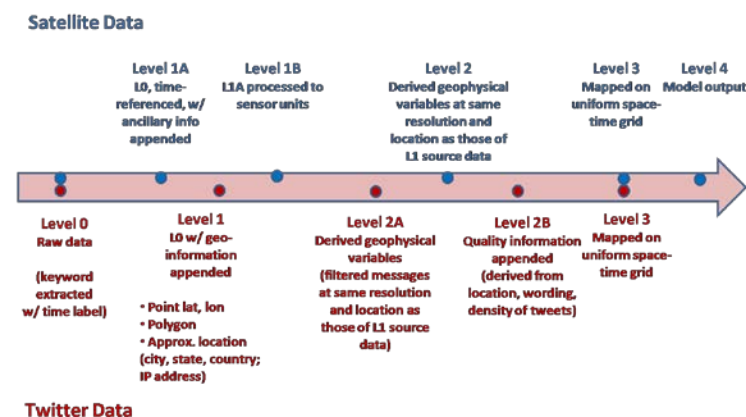 Satellite Data
Level 1A
L0, time-
referenced, w/
ancillary info
appended
Level 1B
L1A processed to
sensor units
Level 2
Derived geophysical
variables at same
resolution and
location as those of
L1 source data
Level 3
Mapped on
uniform space-
time grid
Level 4
Model output
Level 0
Raw data
(keyword
extracted
w/ time label)
Level 1
L0 w/ geo-
information
appended
• Point lat, lon
• Polygon
• Approx. location
(city, state, country;
IP address)
Level 2A
Derived geophysical
variables
(filtered messages
at same resolution
and location as
those of L1 source
data)
Level 2B
Quality information
appended
(derived from
location, wording,
density of tweets)
Level 3
Mapped on
uniform space-
time grid
Twitter Data